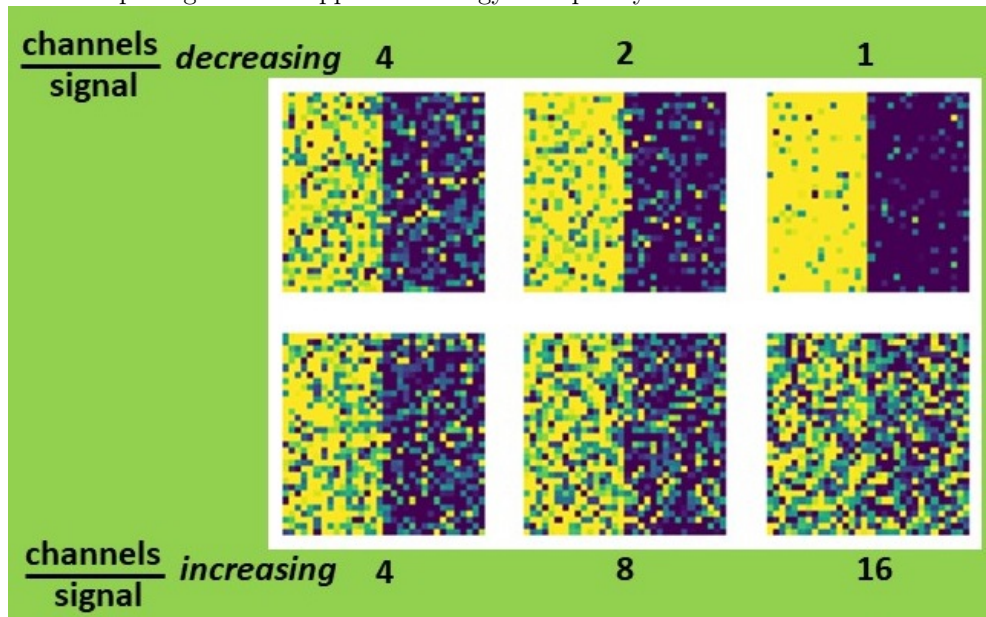 channels
signal
decreasing 4 2 1
channels
signal
increasing 4 8 16